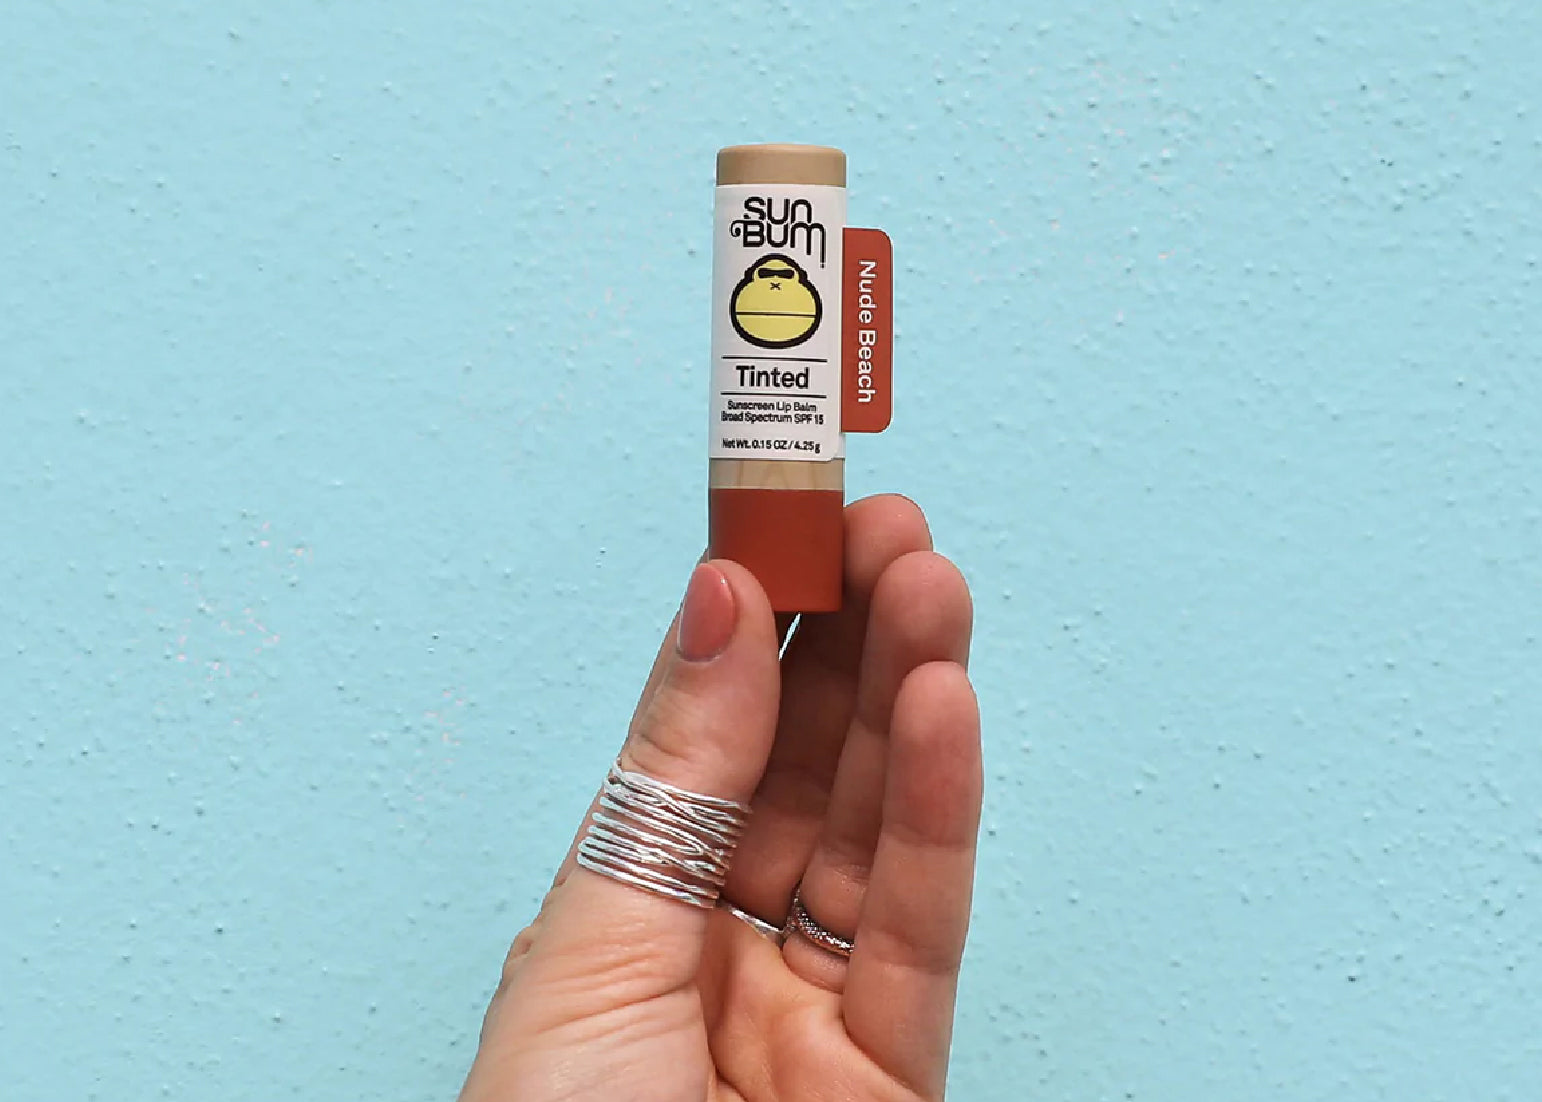 SUN
BUM
Tinted
Sunscreen Lip Balm
Broad Spectrum SPF 15
Net Wt. 0.15 OZ / 4.25g
Nude Beach